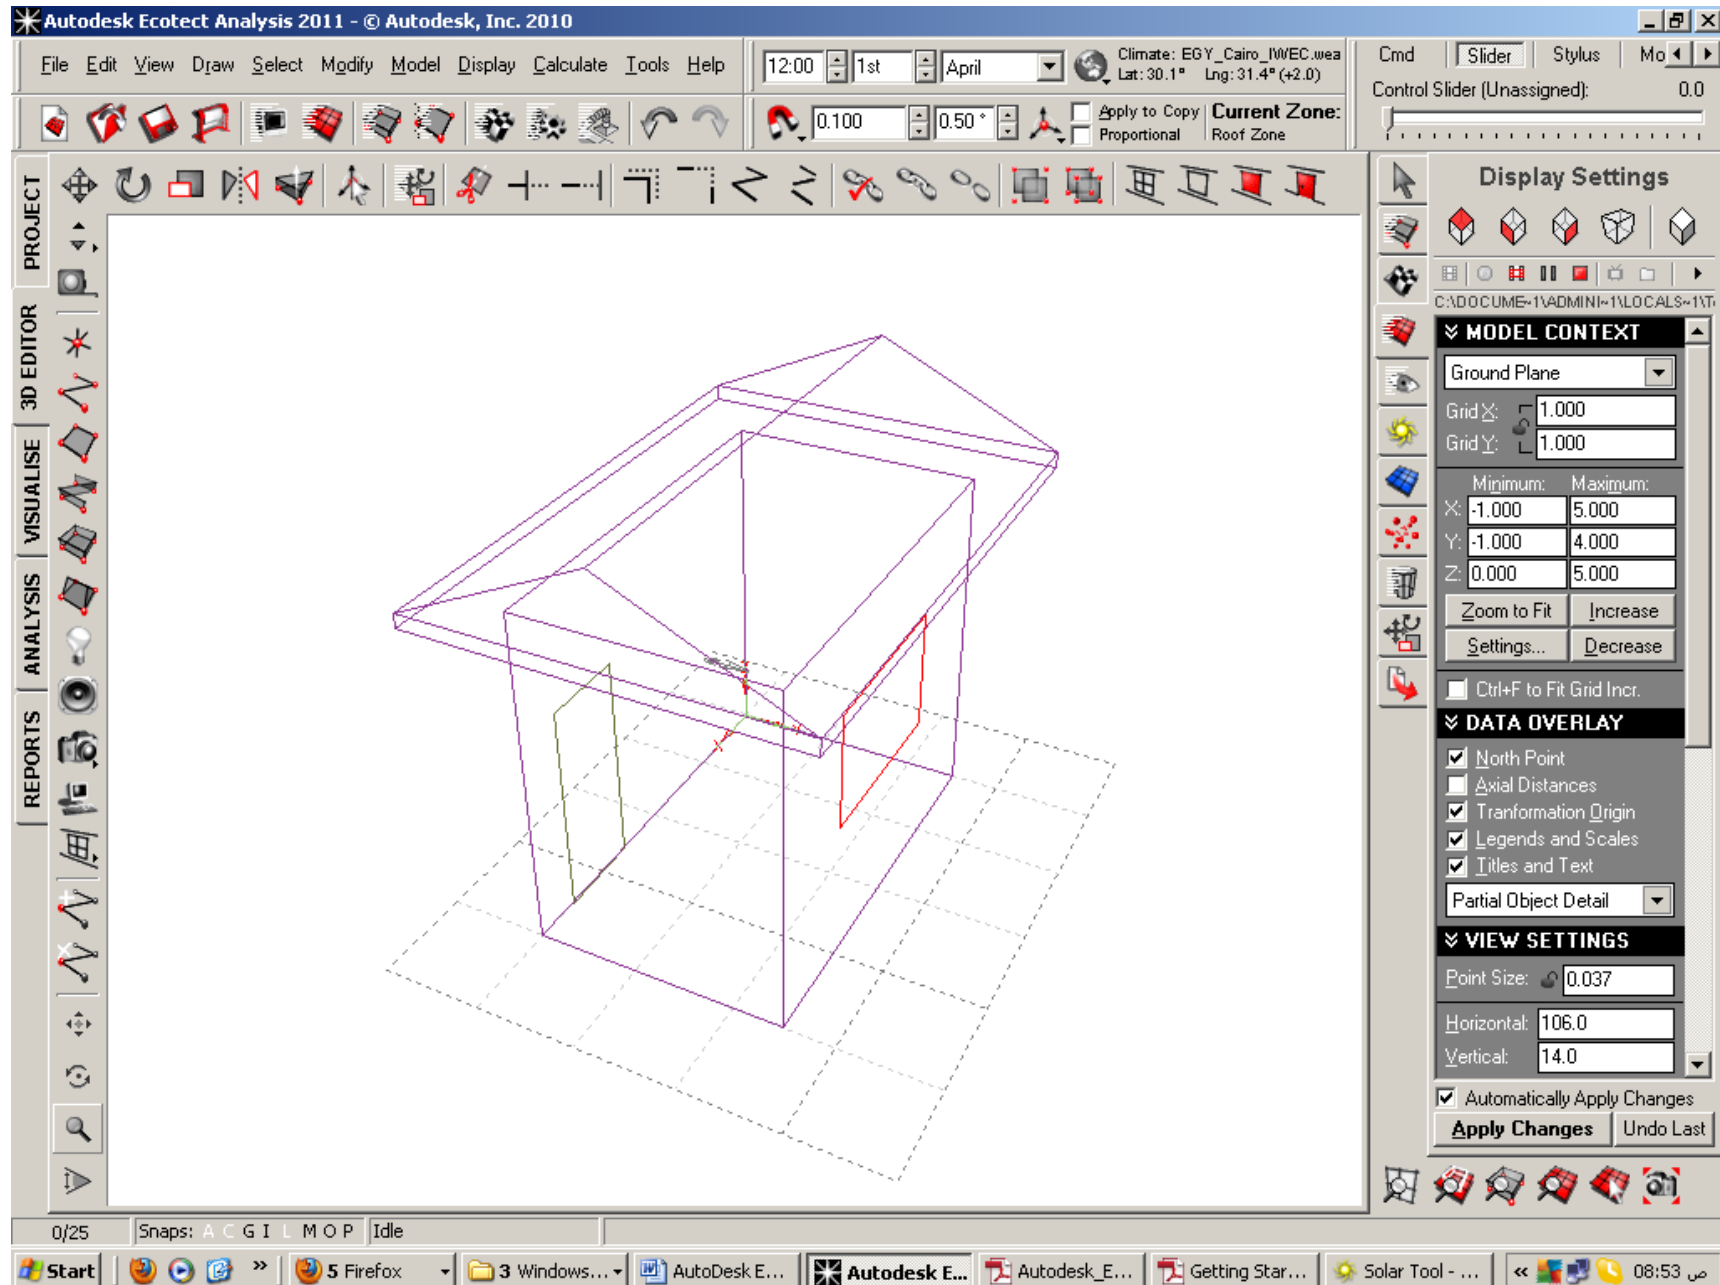 Autodesk Ecotect Analysis 2011 - © Autodesk, Inc. 2010
File Edit View Draw Select Modify Model Display Calculate Tools Help
12:00 1st April
Climate: EGY_Cairo_IWEC.wea
Lat: 30.1° Lng: 31.4° (+2.0)
Cmd Slider Stylus Mo
Control Slider (Unassigned): 0.0
0.100 0.50 °
Apply to Copy
Proportional
Current Zone:
Roof Zone
PROJECT
3D EDITOR
VISUALISE
ANALYSIS
REPORTS
X
Display Settings
C:\DOCUME~1\ADMINI~1\LOCALS~1\T
MODEL CONTEXT
Ground Plane
Grid X: 1.000
Grid Y: 1.000
Minimum: Maximum:
X: -1.000 5.000
Y: -1.000 4.000
Z: 0.000 5.000
Zoom to Fit Increase
Settings... Decrease
Ctrl+F to Fit Grid Incr.
DATA OVERLAY
North Point
Axial Distances
Tranformation Origin
Legends and Scales
Titles and Text
Partial Object Detail
VIEW SETTINGS
Point Size: 0.037
Horizontal: 106.0
Vertical: 14.0
Automatically Apply Changes
Apply Changes Undo Last
0/25 Snaps: A C G I L M O P Idle
Start » 5 Firefox 3 Windows... AutoDesk E... Autodesk E... Autodesk_E... Getting Star... Solar Tool - ... « 08:53 ص